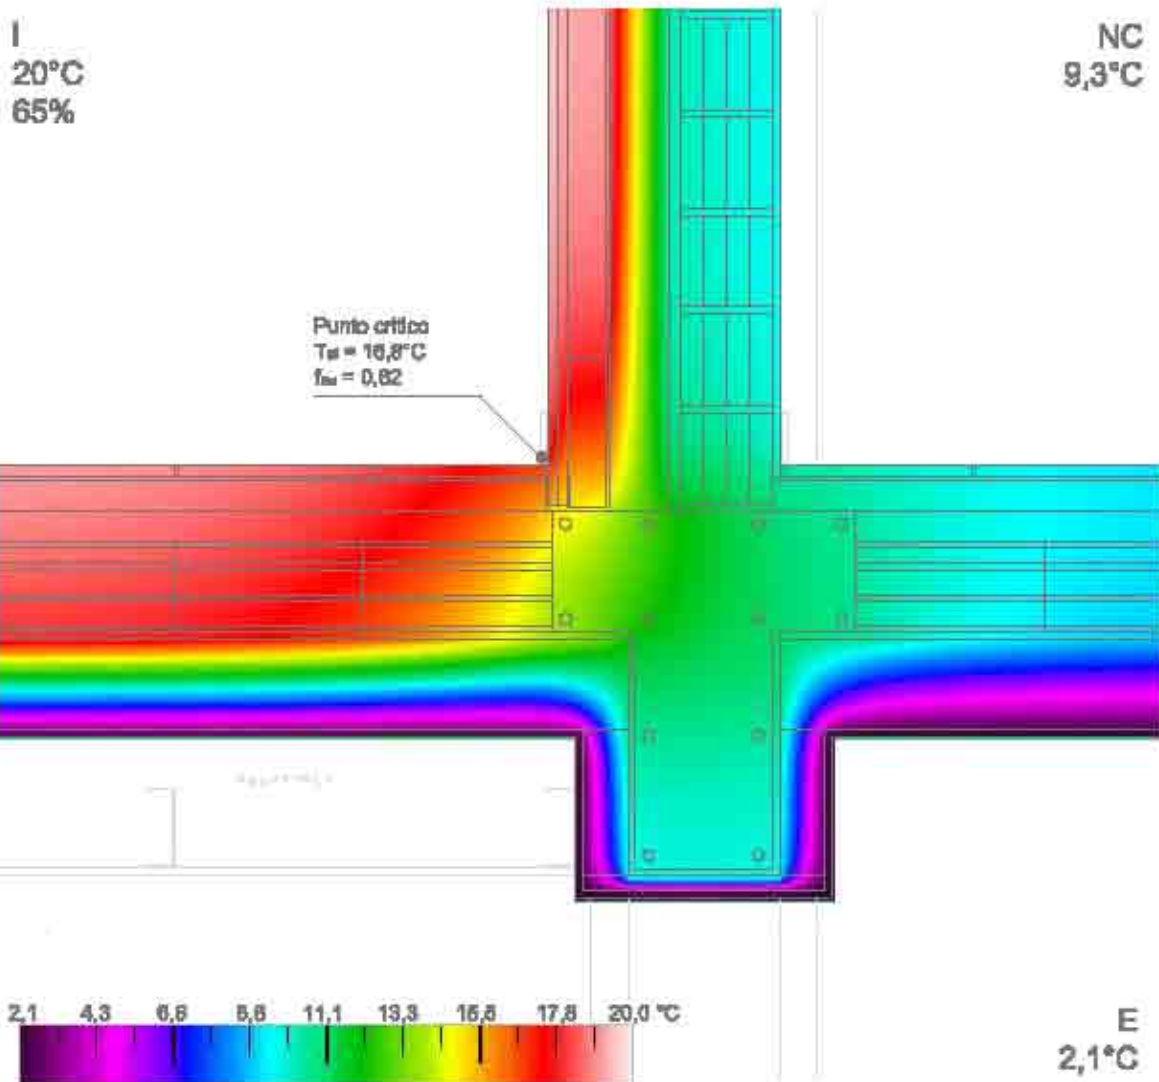 I
20°C
65%
NC
9,3°C
Punto critico
Tsi = 16,8°C
fRsi = 0,82
2,1 4,3 6,6 8,8 11,1 13,3 15,5 17,8 20,0 °C
E
2,1°C